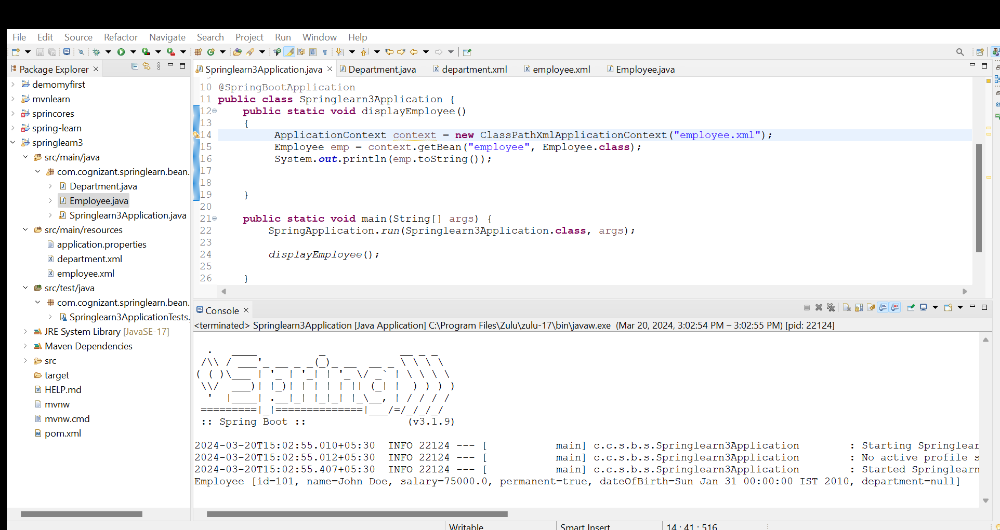 File Edit Source Refactor Navigate Search Project Run Window Help
Package Explorer
demomyfirst
mvnlearn
sprincores
spring-learn
springlearn3
src/main/java
com.cognizant.springlearn.bean.
Department.java
Employee.java
Springlearn3Application.java
src/main/resources
application.properties
department.xml
employee.xml
src/test/java
com.cognizant.springlearn.bean.
Springlearn3ApplicationTests.
JRE System Library [JavaSE-17]
Maven Dependencies
src
target
HELP.md
mvnw
mvnw.cmd
pom.xml
Springlearn3Application.java Department.java department.xml employee.xml Employee.java
10 @SpringBootApplication
11 public class Springlearn3Application {
12 public static void displayEmployee()
13 {
14 ApplicationContext context = new ClassPathXmlApplicationContext("employee.xml");
15 Employee emp = context.getBean("employee", Employee.class);
16 System.out.println(emp.toString());
17
18
19 }
20
21 public static void main(String[] args) {
22 SpringApplication.run(Springlearn3Application.class, args);
23
24 displayEmployee();
25
26 }
Console
<terminated> Springlearn3Application [Java Application] C:\Program Files\Zulu\zulu-17\bin\javaw.exe (Mar 20, 2024, 3:02:54 PM – 3:02:55 PM) [pid: 22124]
Spring
:: Spring Boot :: (v3.1.9)
2024-03-20T15:02:55.010+05:30 INFO 22124 --- [ main] c.c.s.b.s.Springlearn3Application : Starting Springlear
2024-03-20T15:02:55.012+05:30 INFO 22124 --- [ main] c.c.s.b.s.Springlearn3Application : No active profile s
2024-03-20T15:02:55.407+05:30 INFO 22124 --- [ main] c.c.s.b.s.Springlearn3Application : Started Springlearn
Employee [id=101, name=John Doe, salary=75000.0, permanent=true, dateOfBirth=Sun Jan 31 00:00:00 IST 2010, department=null]
Writable Smart Insert 14 : 41 : 516